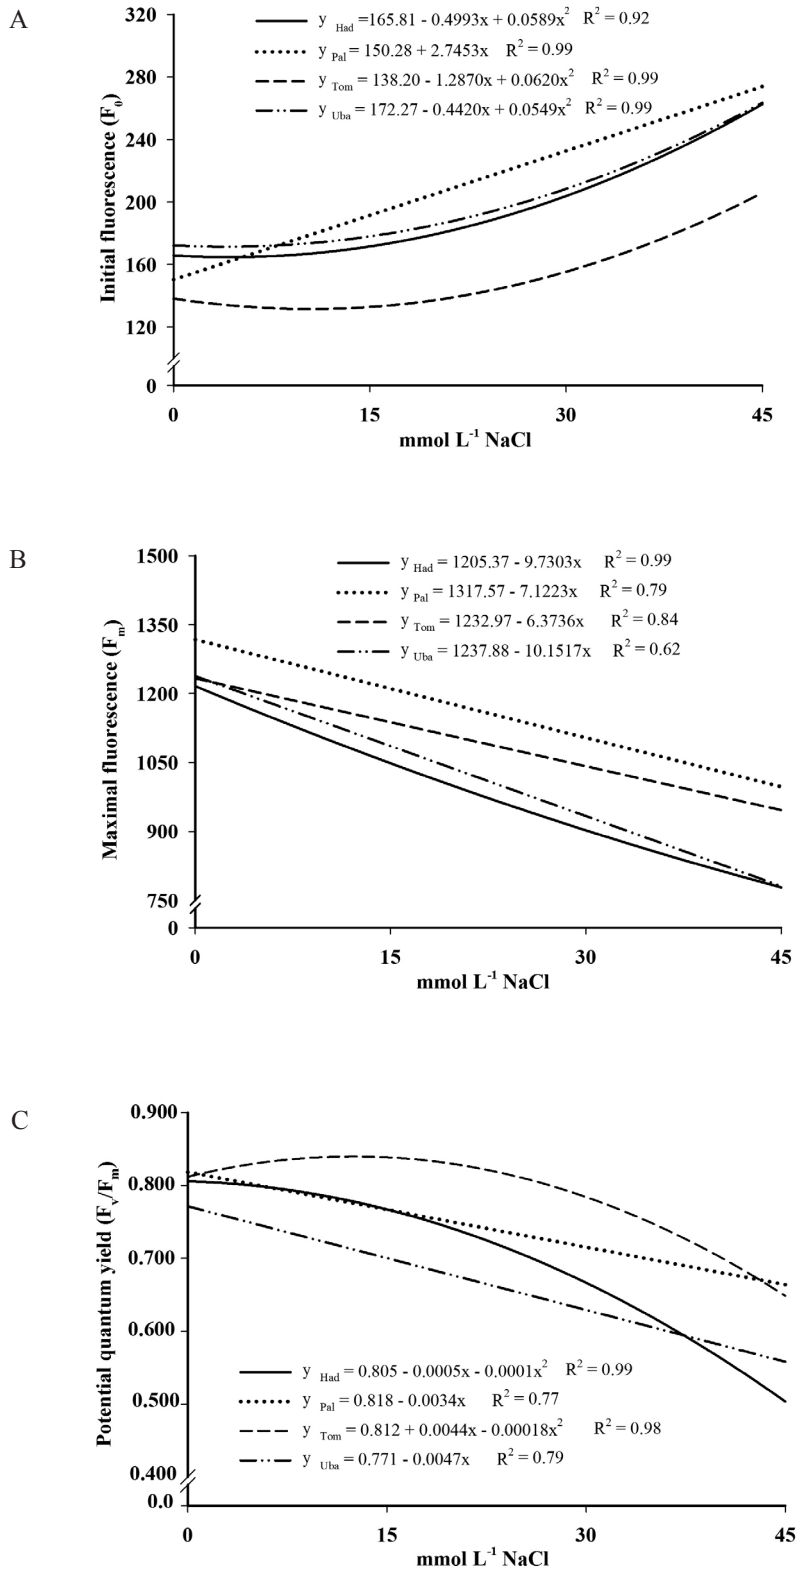 A
320
280
240
200
160
120
0
Initial fluorescence (F0)
y Had =165.81 - 0.4993x + 0.0589x² R² = 0.92
y Pal = 150.28 + 2.7453x R² = 0.99
y Tom = 138.20 - 1.2870x + 0.0620x² R² = 0.99
y Uba = 172.27 - 0.4420x + 0.0549x² R² = 0.99
0 15 30 45
mmol L⁻¹ NaCl
B
1500
1350
1200
1050
900
750
0
Maximal fluorescence (Fm)
y Had = 1205.37 - 9.7303x R² = 0.99
y Pal = 1317.57 - 7.1223x R² = 0.79
y Tom = 1232.97 - 6.3736x R² = 0.84
y Uba = 1237.88 - 10.1517x R² = 0.62
0 15 30 45
mmol L⁻¹ NaCl
C
0.900
0.800
0.700
0.600
0.500
0.400
0.0
Potential quantum yield (Fv/Fm)
y Had = 0.805 - 0.0005x - 0.0001x² R² = 0.99
y Pal = 0.818 - 0.0034x R² = 0.77
y Tom = 0.812 + 0.0044x - 0.00018x² R² = 0.98
y Uba = 0.771 - 0.0047x R² = 0.79
0 15 30 45
mmol L⁻¹ NaCl